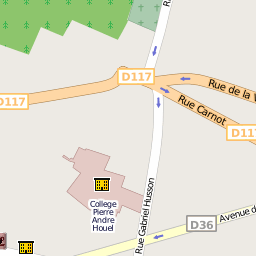 R
D117
Rue de la V
D117
Rue Carnot
D117
College
Pierre
Andre
Houel
Rue Gabriel Husson
Avenue d
D36